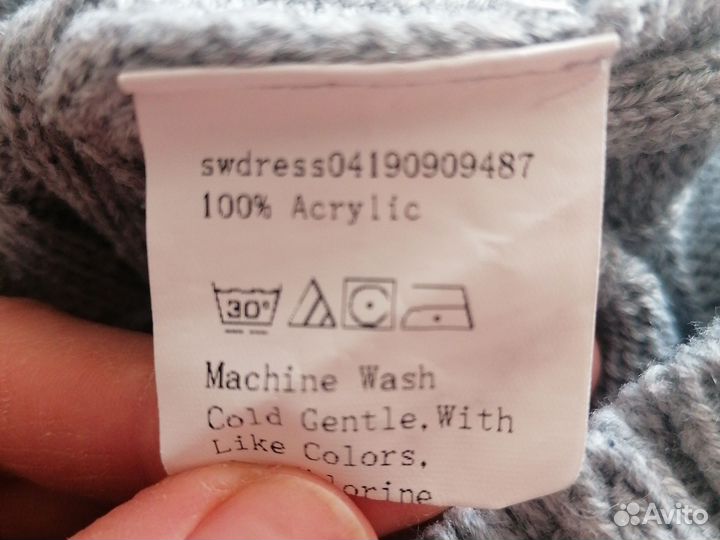 swdress04190909487
100% Acrylic
30°
Machine Wash
Cold Gentle.With
Like Colors,
Avito